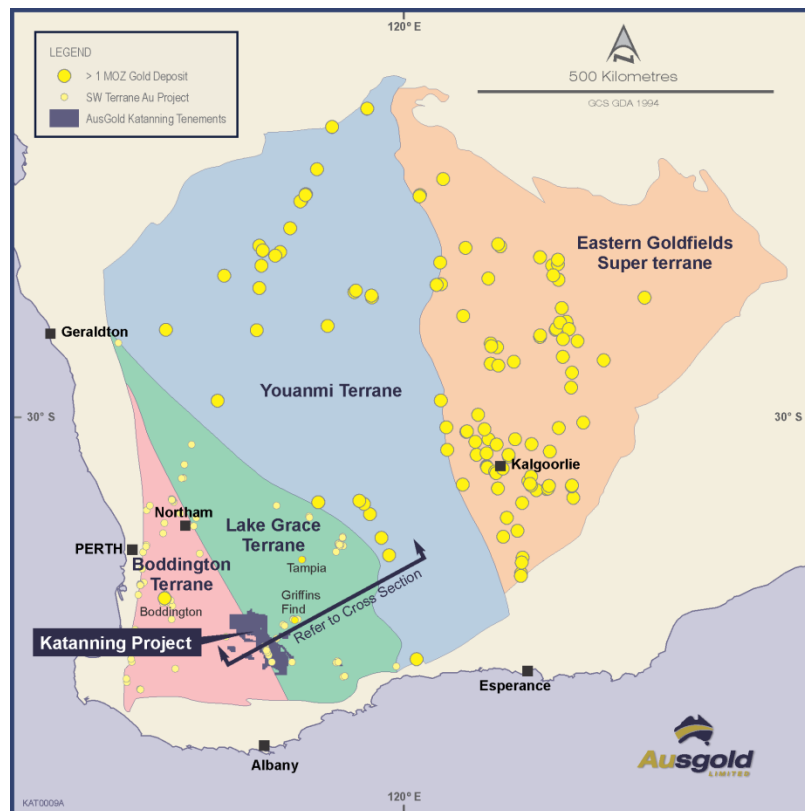 120° E
LEGEND
> 1 MOZ Gold Deposit
SW Terrane Au Project
AusGold Katanning Tenements
N
500 Kilometres
GCS GDA 1994
Eastern Goldfields
Super terrane
Geraldton
Youanmi Terrane
30° S
30° S
Kalgoorlie
Northam
Lake Grace
Terrane
PERTH
Boddington
Terrane
Tampia
Boddington
Griffins
Find
Refer to Cross Section
Katanning Project
Esperance
Albany
Ausgold
LIMITED
KAT0009A
120° E